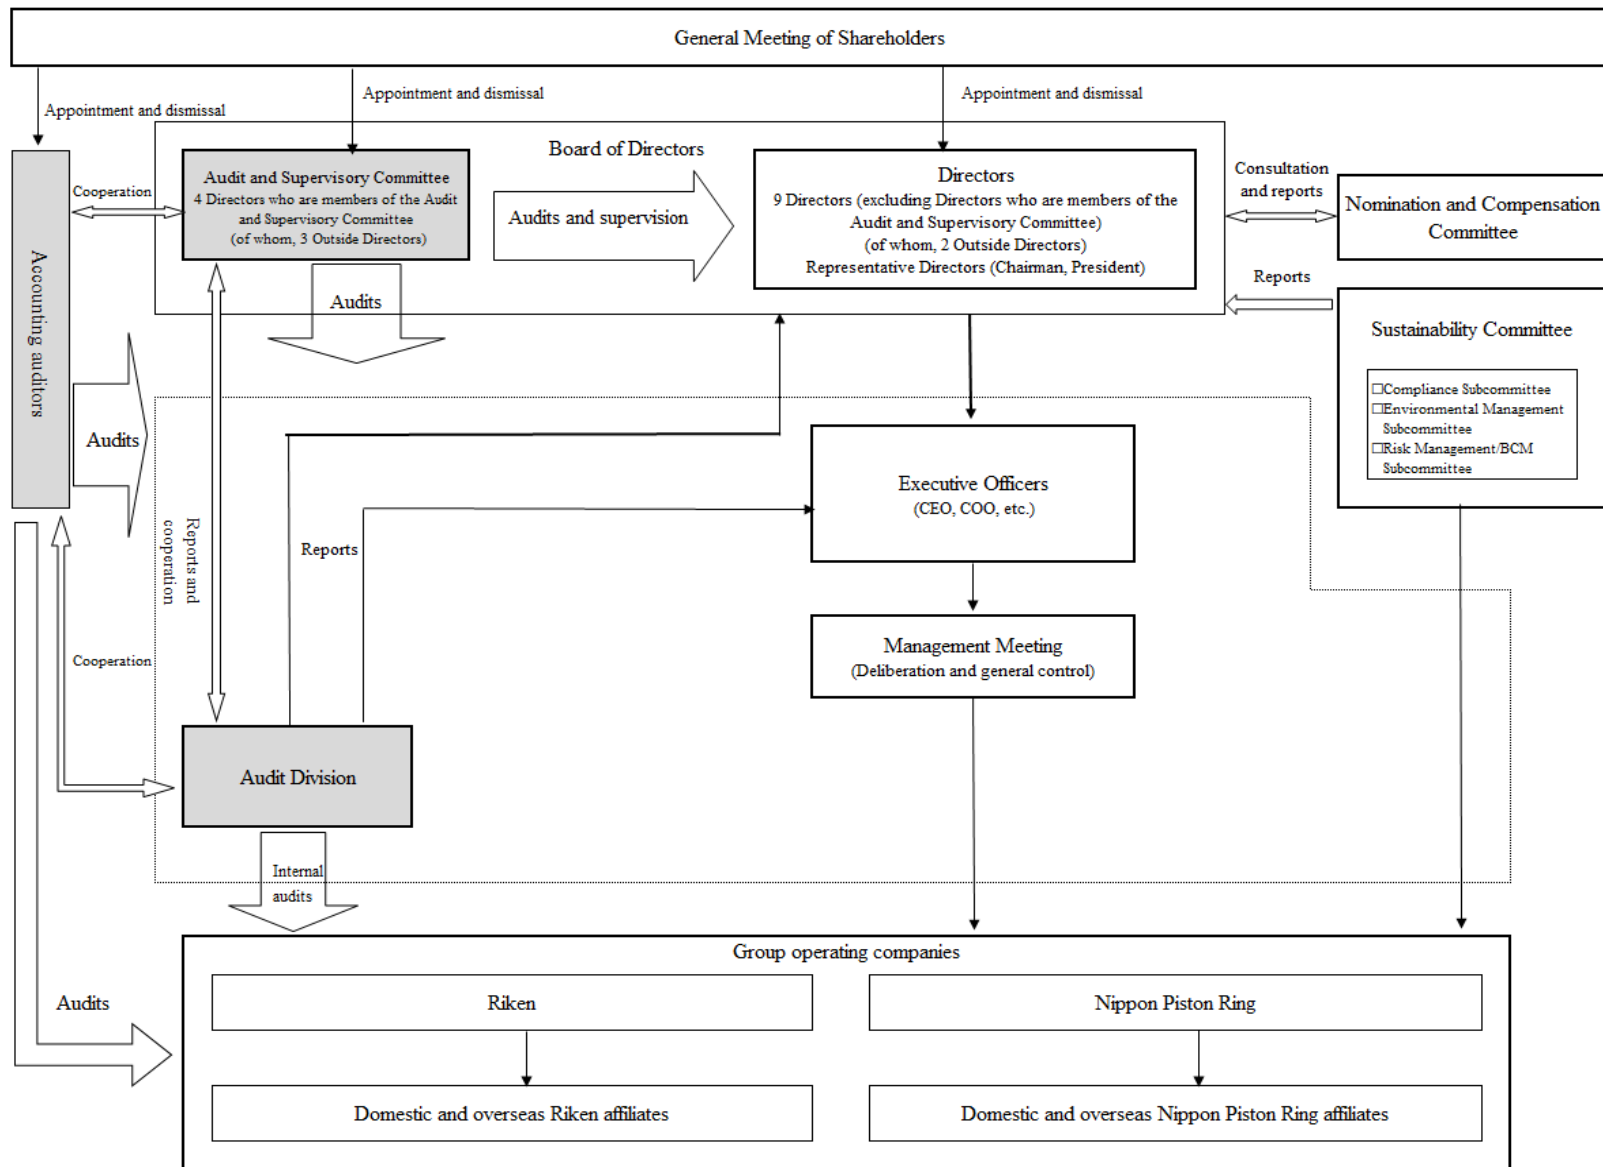 General Meeting of Shareholders
Appointment and dismissal
Appointment and dismissal
Appointment and dismissal
Board of Directors
Accounting auditors
Cooperation
Audit and Supervisory Committee
4 Directors who are members of the Audit
and Supervisory Committee
(of whom, 3 Outside Directors)
Audits and supervision
Directors
9 Directors (excluding Directors who are members of the
Audit and Supervisory Committee)
(of whom, 2 Outside Directors)
Representative Directors (Chairman, President)
Consultation
and reports
Nomination and Compensation
Committee
Reports
Audits
Sustainability Committee
□Compliance Subcommittee
□Environmental Management
Subcommittee
□Risk Management/BCM
Subcommittee
Audits
Executive Officers
(CEO, COO, etc.)
Reports and
cooperation
Reports
Management Meeting
(Deliberation and general control)
Cooperation
Audit Division
Internal
audits
Group operating companies
Audits
Riken
Nippon Piston Ring
Domestic and overseas Riken affiliates
Domestic and overseas Nippon Piston Ring affiliates